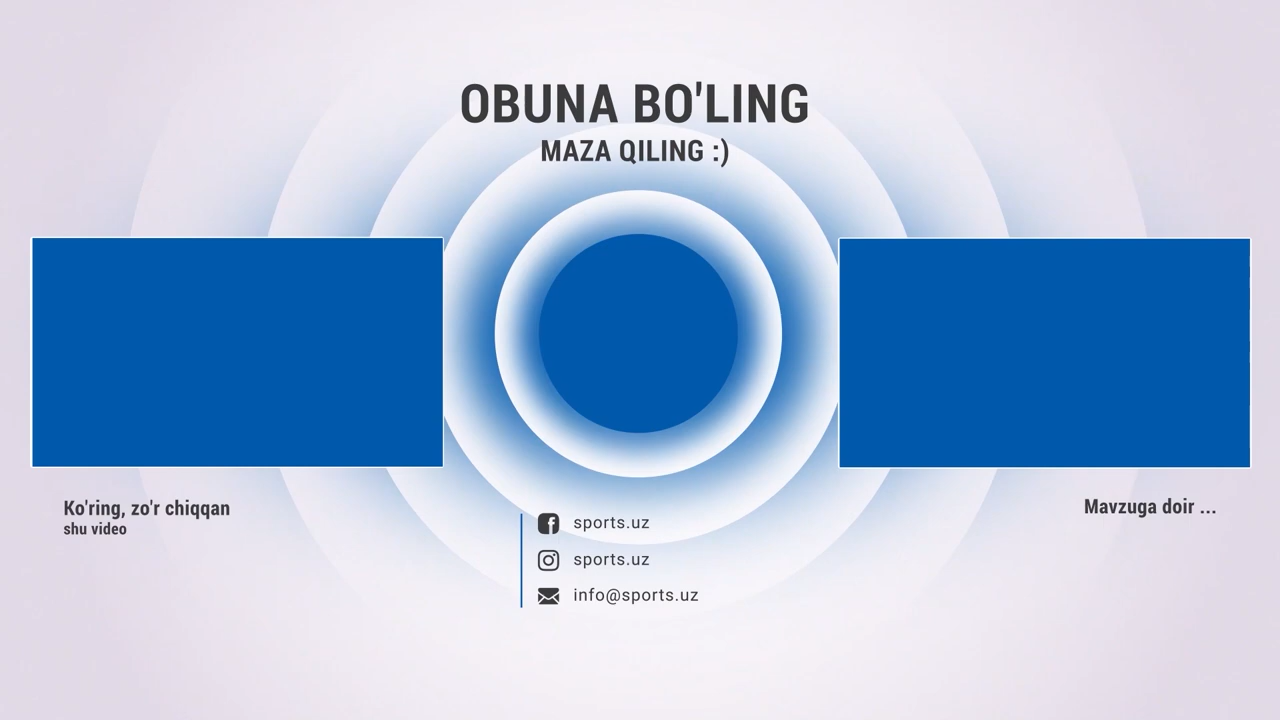 OBUNA BO'LING
MAZA QILING :)
Ko'ring, zo'r chiqqan
shu video
Mavzuga doir ...
sports.uz
sports.uz
info@sports.uz